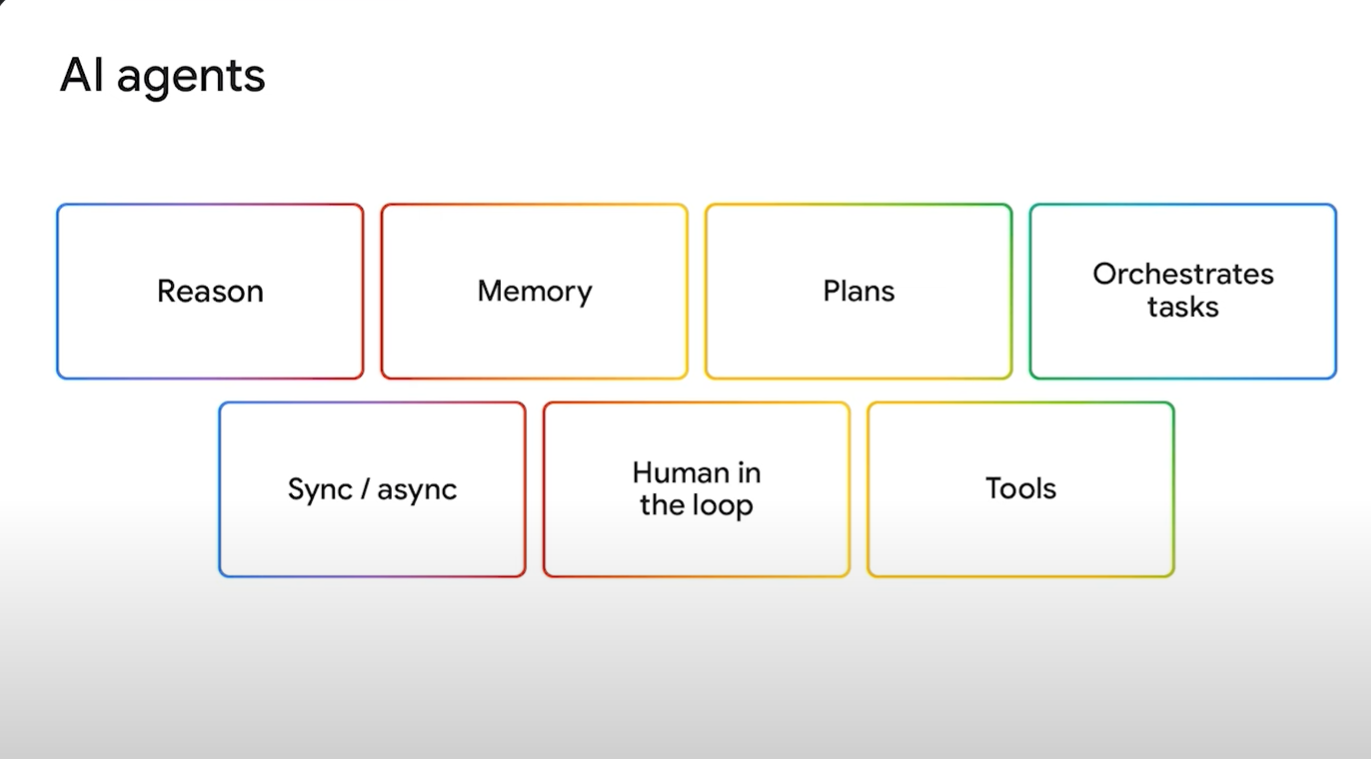 AI agents
Reason
Memory
Plans
Orchestrates
tasks
Sync / async
Human in
the loop
Tools